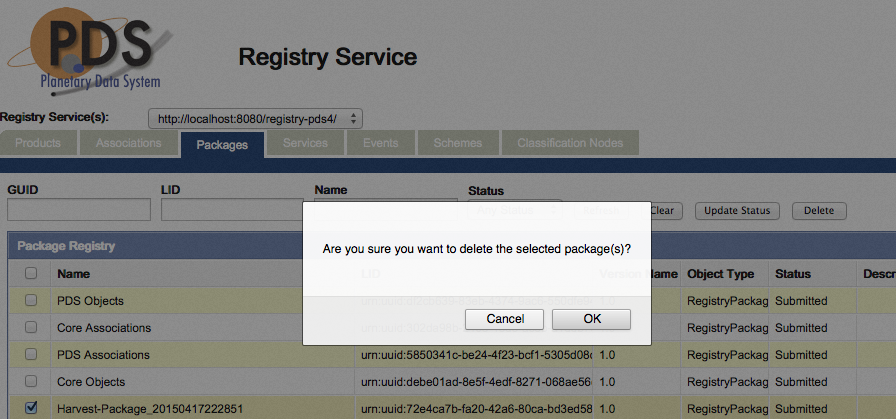 PDS
Planetary Data System
Registry Service
Registry Service(s): http://localhost:8080/registry-pds4/
Products Associations Packages Services Events Schemes Classification Nodes
GUID LID Name Status
Clear Update Status Delete
Package Registry
Are you sure you want to delete the selected package(s)?
Name LID Version Name Object Type Status Descr
PDS Objects RegistryPackag Submitted
Core Associations RegistryPackag Submitted
Cancel OK
PDS Associations urn:uuid:5850341c-be24-4f23-bcf1-5305d08c 1.0 RegistryPackag Submitted
Core Objects urn:uuid:debe01ad-8e5f-4edf-8271-068ae56 1.0 RegistryPackag Submitted
Harvest-Package_20150417222851 urn:uuid:72e4ca7b-fa20-42a6-80ca-bd3ed58 1.0 RegistryPackag Submitted